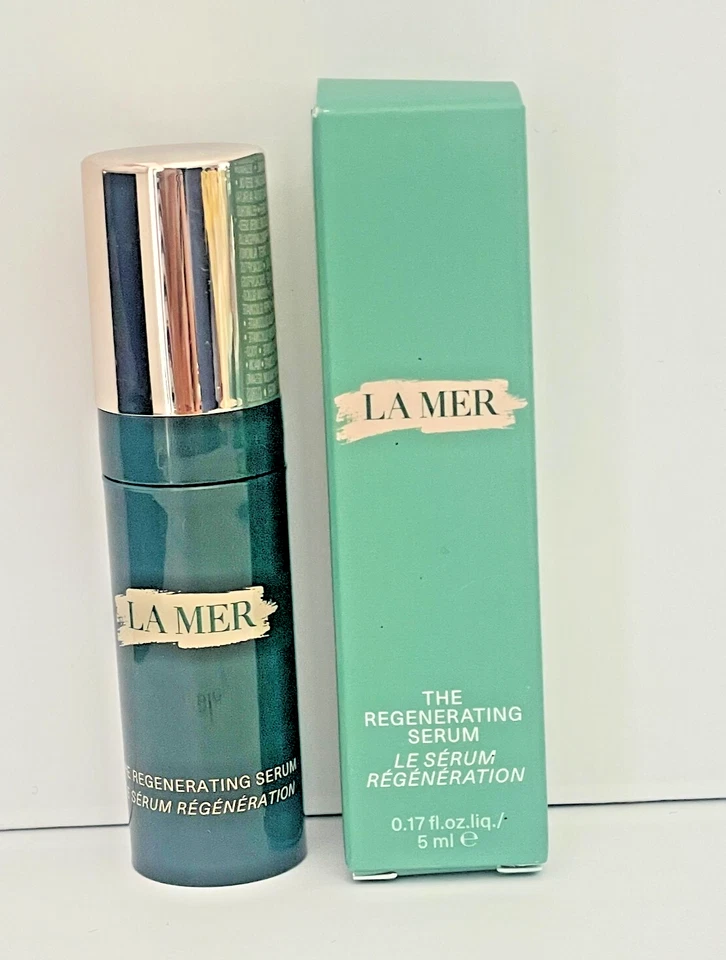 LA MER
E REGENERATING SERUM
SÉRUM RÉGÉNÉRATION
LA MER
THE
REGENERATING
SERUM
LE SÉRUM
RÉGÉNÉRATION
0.17 fl.oz.liq./
5 ml ℮